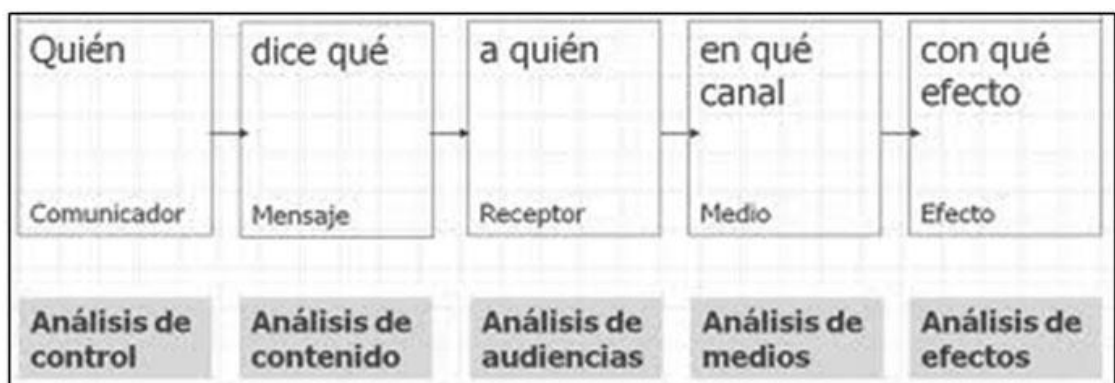 Quién
dice qué
a quién
en qué
canal
con qué
efecto
Comunicador
Mensaje
Receptor
Medio
Efecto
Análisis de
control
Análisis de
contenido
Análisis de
audiencias
Análisis de
medios
Análisis de
efectos